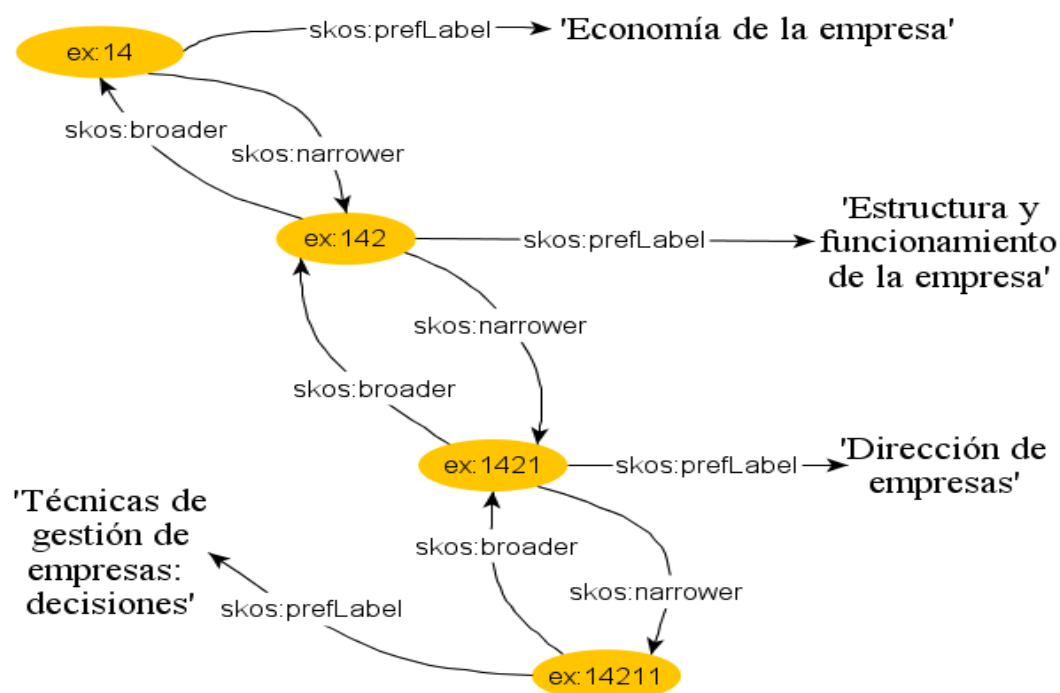 ex:14
skos:prefLabel
'Economía de la empresa'
skos:broader
skos:narrower
ex:142
skos:prefLabel
'Estructura y
funcionamiento
de la empresa'
skos:narrower
skos:broader
ex:1421
skos:prefLabel
'Dirección de
empresas'
'Técnicas de
gestión de
empresas:
decisiones'
skos:broader
skos:narrower
skos:prefLabel
ex:14211